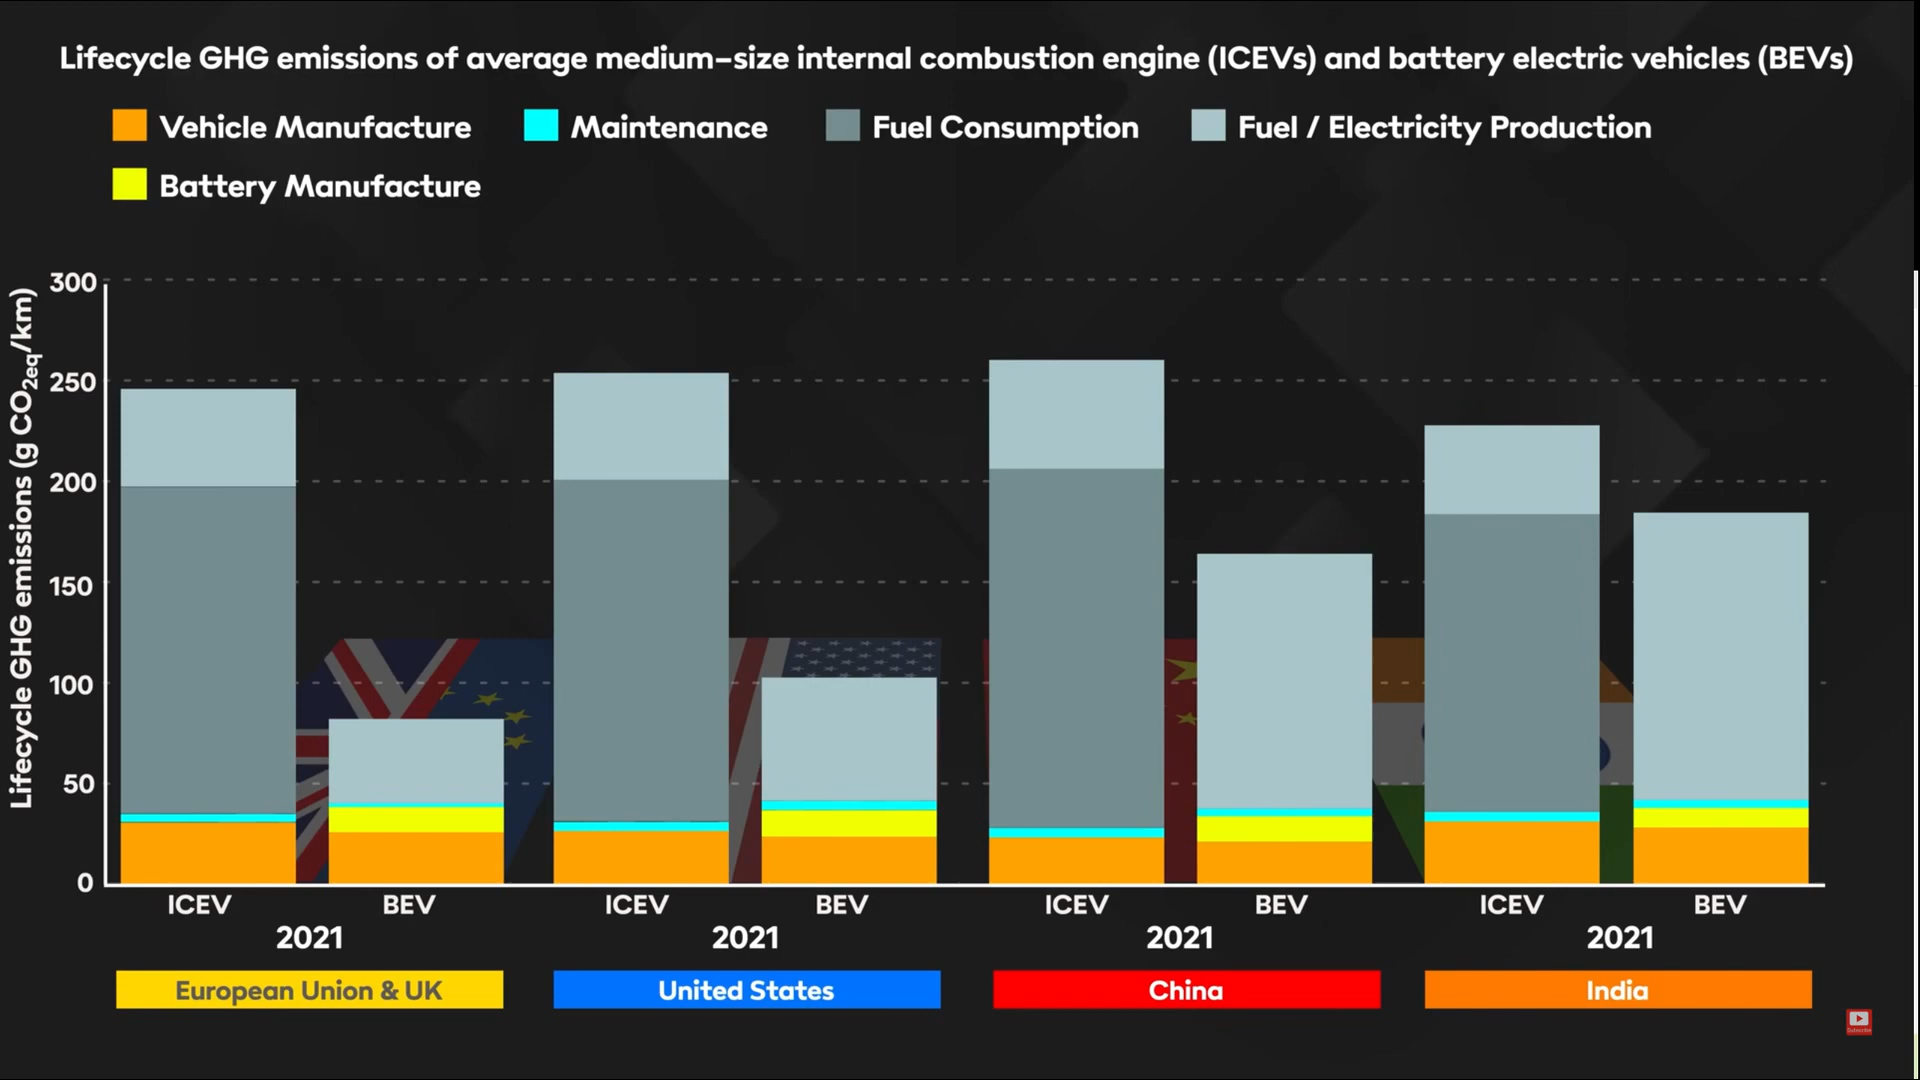 Lifecycle GHG emissions of average medium-size internal combustion engine (ICEVs) and battery electric vehicles (BEVs)
Vehicle Manufacture Maintenance Fuel Consumption Fuel / Electricity Production
Battery Manufacture
Lifecycle GHG emissions (g CO2eq/km)
300
250
200
150
100
50
0
ICEV BEV ICEV BEV ICEV BEV ICEV BEV
2021 2021 2021 2021
European Union & UK United States China India
Subscribe